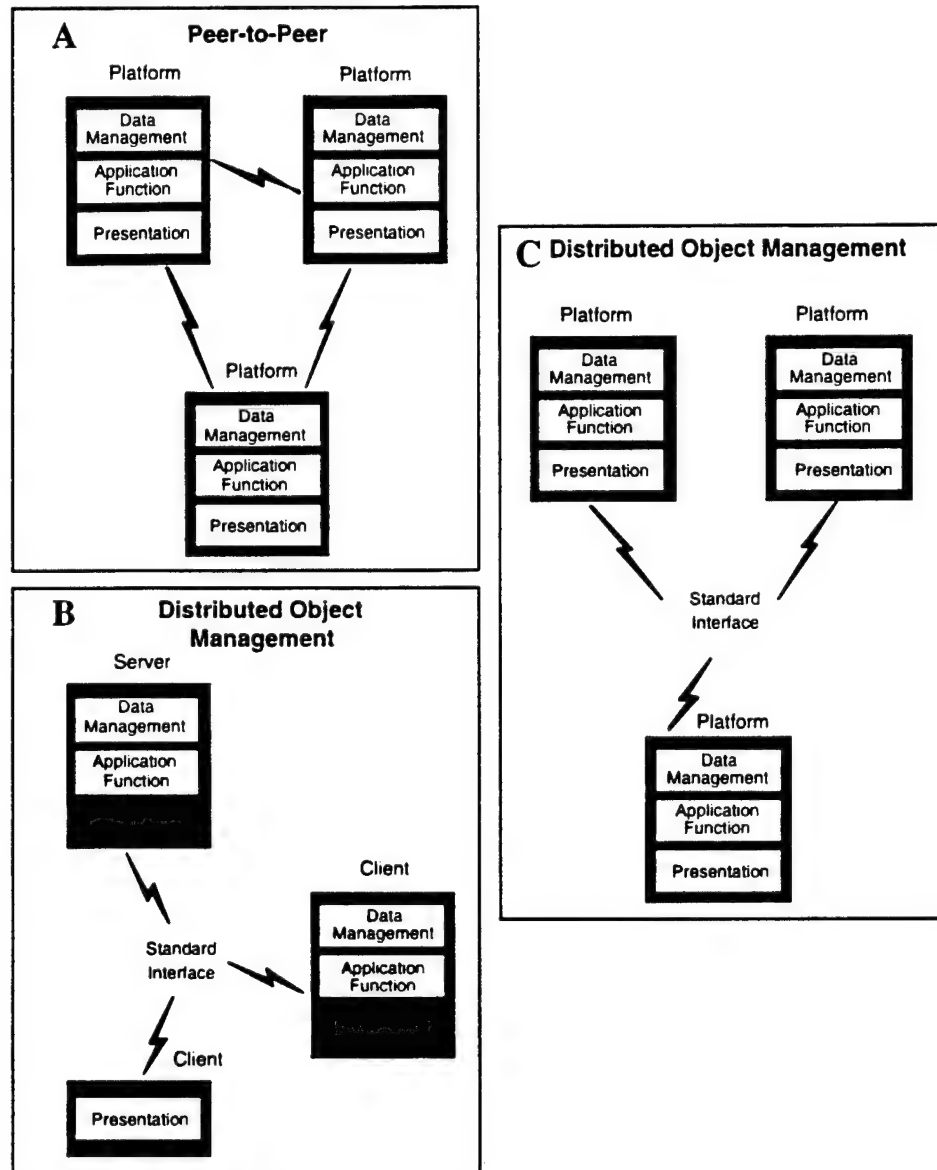 A Peer-to-Peer
Platform
Data
Management
Application
Function
Presentation
Platform
Data
Management
Application
Function
Presentation
Platform
Data
Management
Application
Function
Presentation
B Distributed Object
Management
Server
Data
Management
Application
Function
Standard
Interface
Client
Data
Management
Application
Function
Client
Presentation
C Distributed Object Management
Platform
Data
Management
Application
Function
Presentation
Platform
Data
Management
Application
Function
Presentation
Standard
Interface
Platform
Data
Management
Application
Function
Presentation